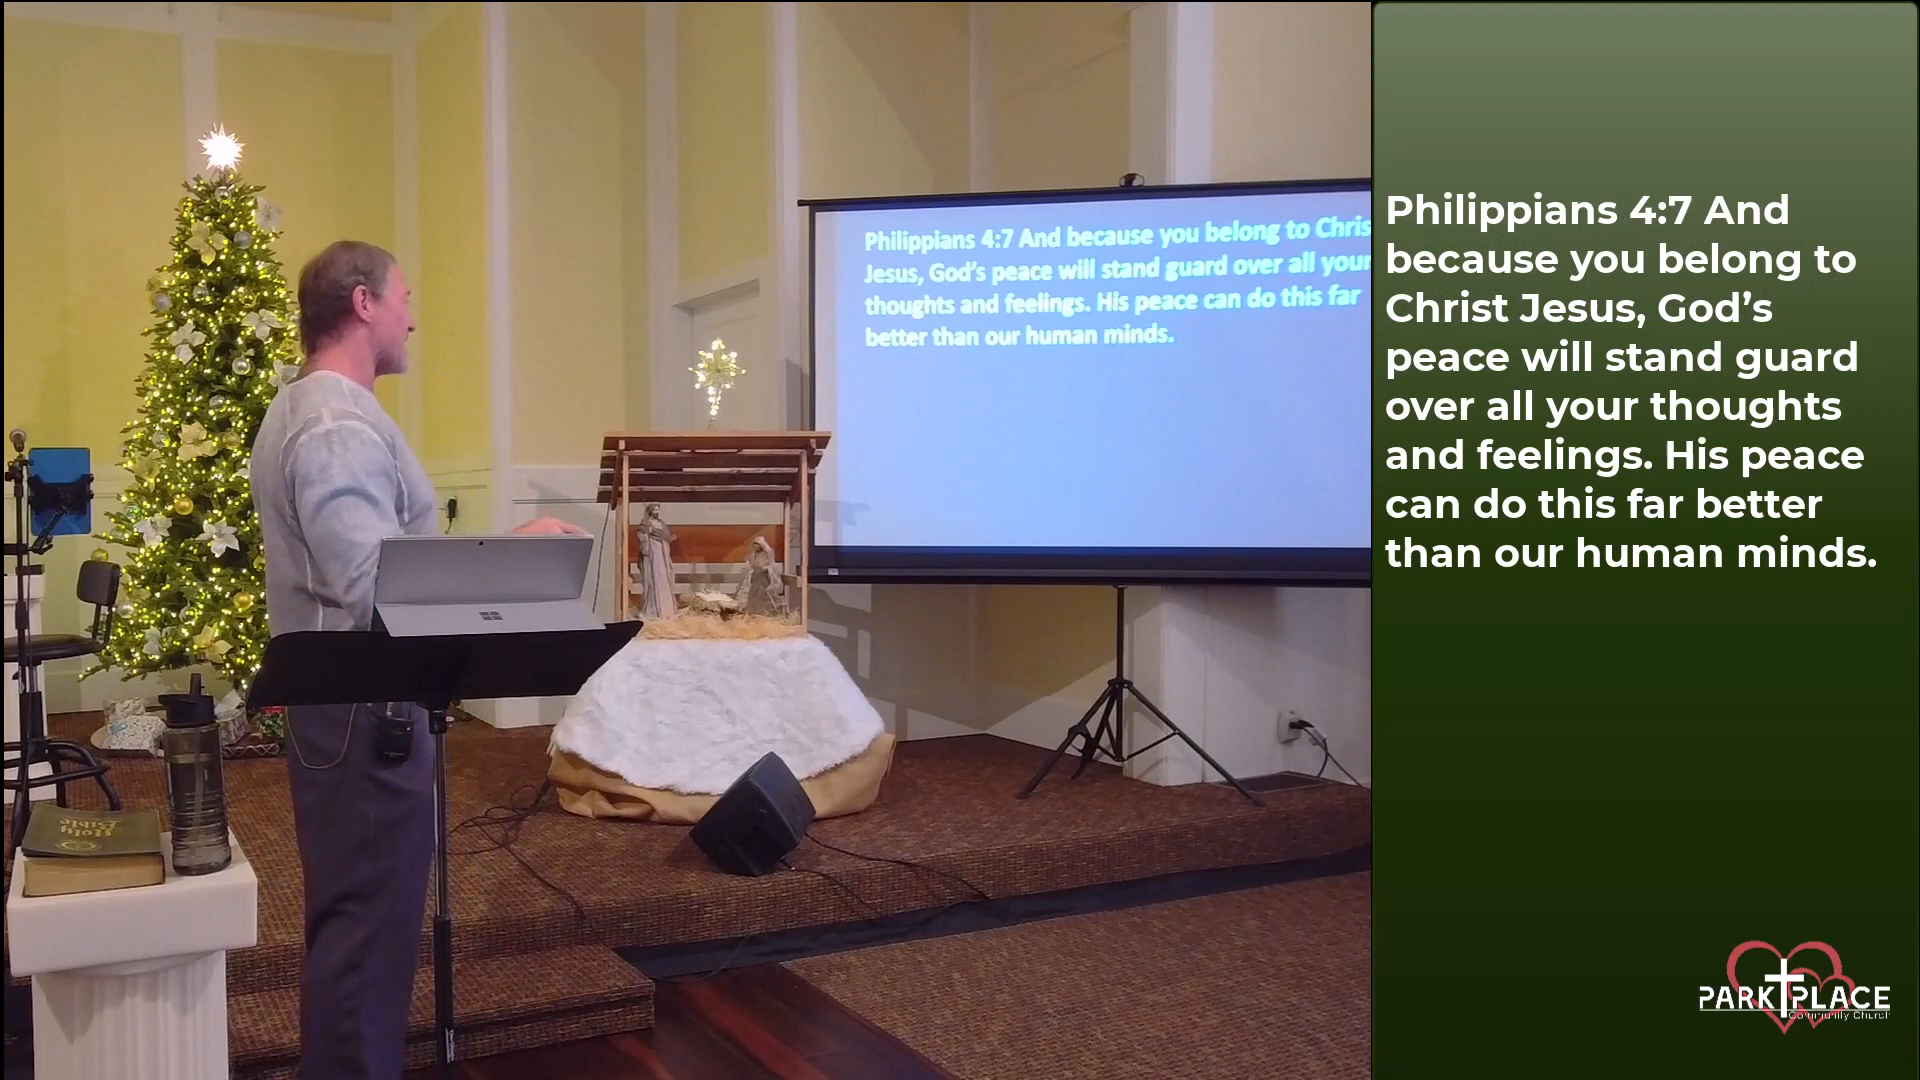 Philippians 4:7 And because you belong to Chris
Jesus, God’s peace will stand guard over all your
thoughts and feelings. His peace can do this far
better than our human minds.
Philippians 4:7 And
because you belong to
Christ Jesus, God’s
peace will stand guard
over all your thoughts
and feelings. His peace
can do this far better
than our human minds.
Holy
Bible
PARK PLACE
Community Church